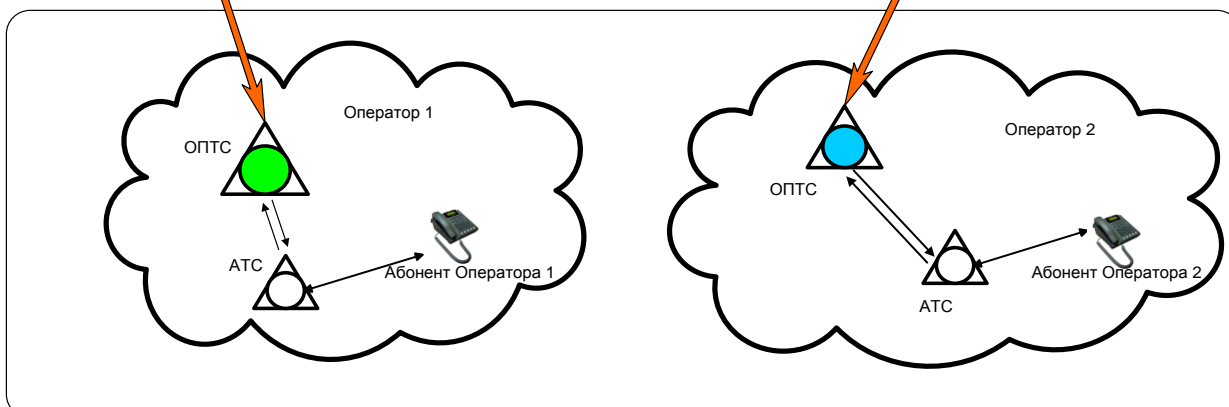 Оператор 1
ОПТС
АТС
Абонент Оператора 1
Оператор 2
ОПТС
Абонент Оператора 2
АТС